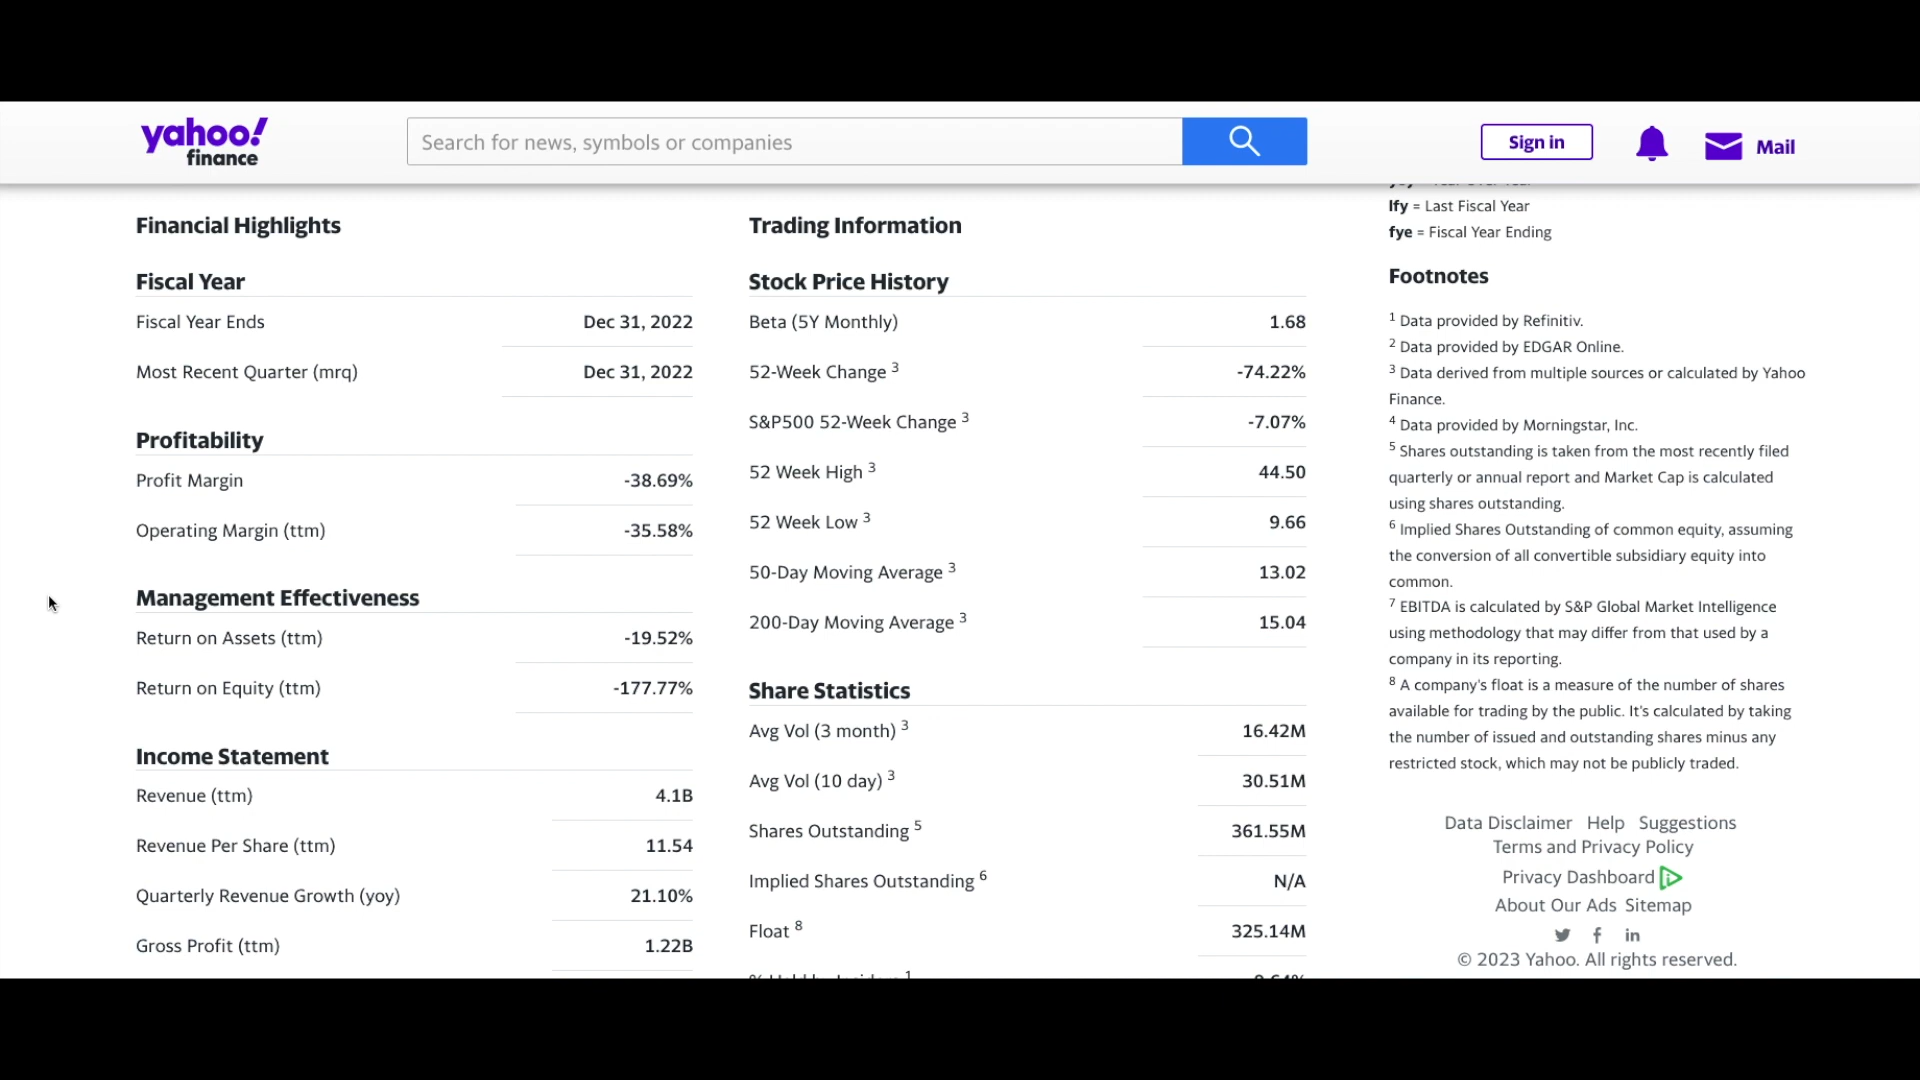 yahoo!
finance
Search for news, symbols or companies
Sign in
Mail
Financial Highlights
Fiscal Year
Fiscal Year Ends Dec 31, 2022
Most Recent Quarter (mrq) Dec 31, 2022
Profitability
Profit Margin -38.69%
Operating Margin (ttm) -35.58%
Management Effectiveness
Return on Assets (ttm) -19.52%
Return on Equity (ttm) -177.77%
Income Statement
Revenue (ttm) 4.1B
Revenue Per Share (ttm) 11.54
Quarterly Revenue Growth (yoy) 21.10%
Gross Profit (ttm) 1.22B
Trading Information
Stock Price History
Beta (5Y Monthly) 1.68
52-Week Change 3 -74.22%
S&P500 52-Week Change 3 -7.07%
52 Week High 3 44.50
52 Week Low 3 9.66
50-Day Moving Average 3 13.02
200-Day Moving Average 3 15.04
Share Statistics
Avg Vol (3 month) 3 16.42M
Avg Vol (10 day) 3 30.51M
Shares Outstanding 5 361.55M
Implied Shares Outstanding 6 N/A
Float 8 325.14M
lfy = Last Fiscal Year
fye = Fiscal Year Ending
Footnotes
1 Data provided by Refinitiv.
2 Data provided by EDGAR Online.
3 Data derived from multiple sources or calculated by Yahoo
Finance.
4 Data provided by Morningstar, Inc.
5 Shares outstanding is taken from the most recently filed
quarterly or annual report and Market Cap is calculated
using shares outstanding.
6 Implied Shares Outstanding of common equity, assuming
the conversion of all convertible subsidiary equity into
common.
7 EBITDA is calculated by S&P Global Market Intelligence
using methodology that may differ from that used by a
company in its reporting.
8 A company's float is a measure of the number of shares
available for trading by the public. It's calculated by taking
the number of issued and outstanding shares minus any
restricted stock, which may not be publicly traded.
Data Disclaimer Help Suggestions
Terms and Privacy Policy
Privacy Dashboard
About Our Ads Sitemap
© 2023 Yahoo. All rights reserved.